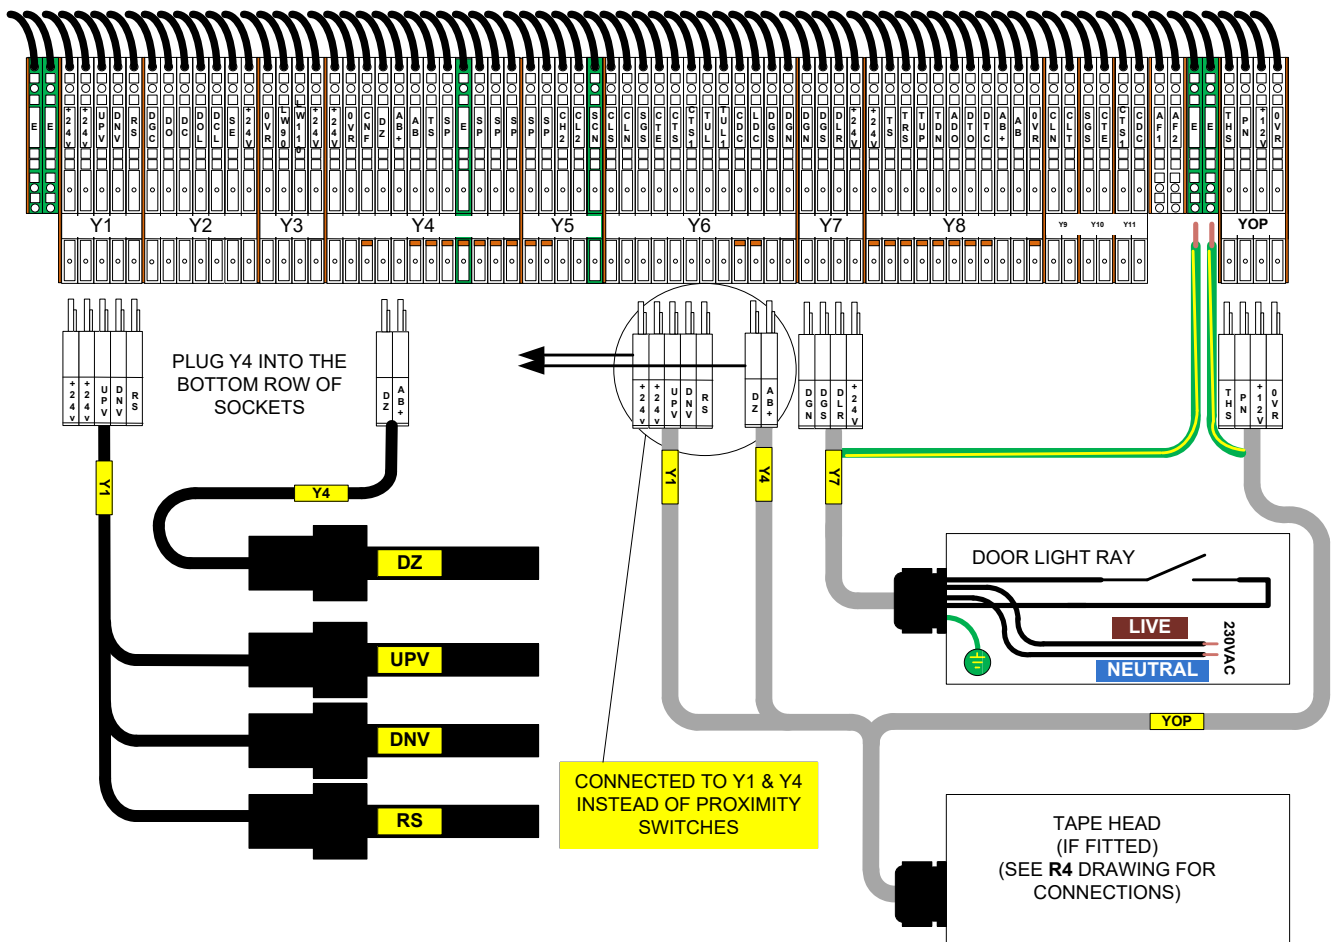 E E +24v +24v UPV DNV RS DGC DO DC DOL DCL SE +24V 0VR LW90 LW110 +24V +24V 0VR CNF DZ AB+ AB TS SP E SP SP SP SP SP CH2 CL2 SCN CLS CLN SGS CTE CTS CTS1 TUL TUL1 CDC LDC DGS DGN DGN DGS DLR +24V +24V TS TRS TUP TDN ADO DTO DTC DTC+ AB+ AB 0VR CLN CLT SGS CTE CTS1 CDC AF1 AF2 E E THS PN +12V 0VR
Y1 Y2 Y3 Y4 Y5 Y6 Y7 Y8 Y9 Y10 Y11 YOP
PLUG Y4 INTO THE
BOTTOM ROW OF
SOCKETS
+24v +24v UPV DNV RS
DZ AB+
+24v +24v UPV DNV RS
DZ AB+
DGN DGS DLR +24V
THS PN +12V 0VR
Y1
Y4
Y1
Y4
Y7
DZ
UPV
DNV
RS
DOOR LIGHT RAY
LIVE
NEUTRAL
230VAC
YOP
CONNECTED TO Y1 & Y4
INSTEAD OF PROXIMITY
SWITCHES
TAPE HEAD
(IF FITTED)
(SEE R4 DRAWING FOR
CONNECTIONS)